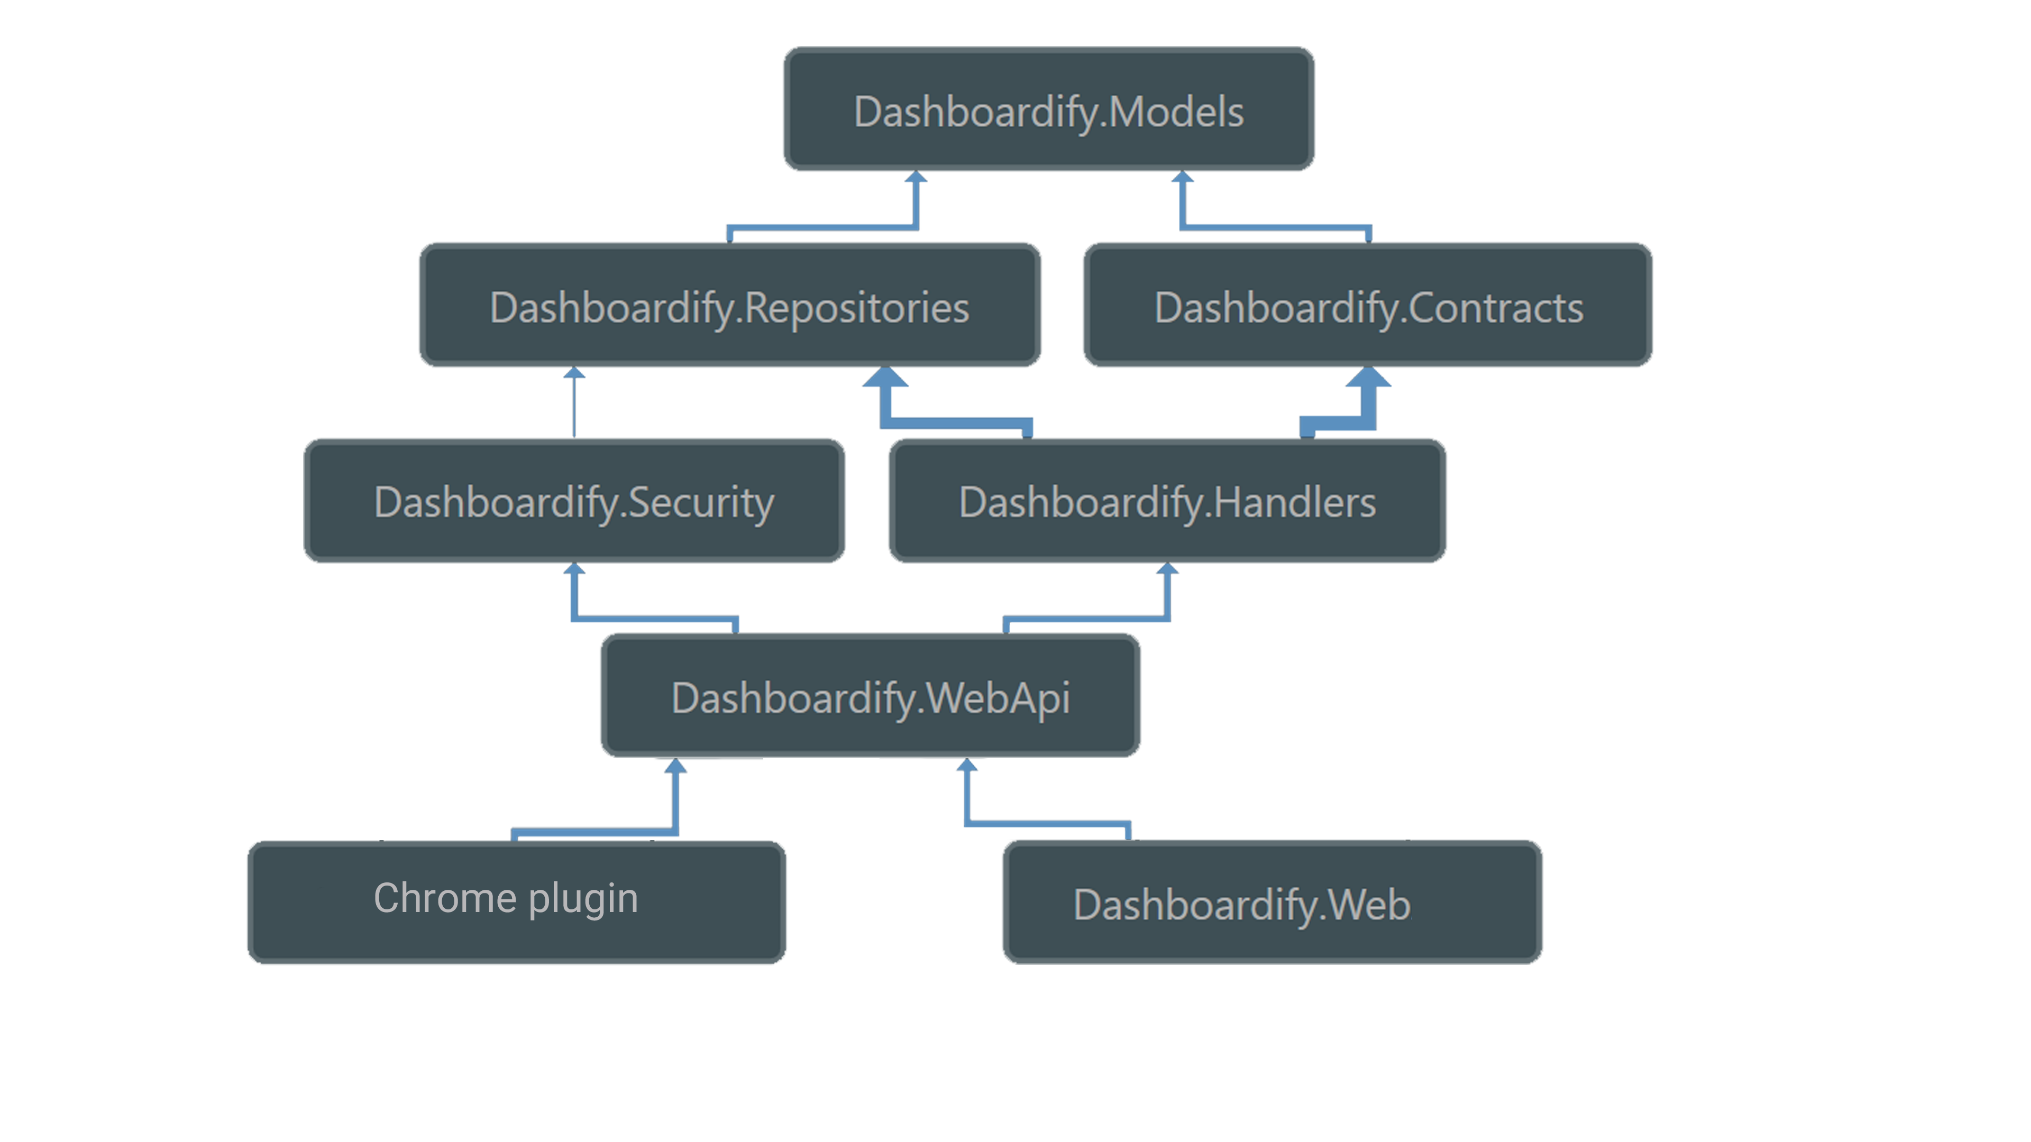 Dashboardify.Models
Dashboardify.Repositories
Dashboardify.Contracts
Dashboardify.Security
Dashboardify.Handlers
Dashboardify.WebApi
Chrome plugin
Dashboardify.Web